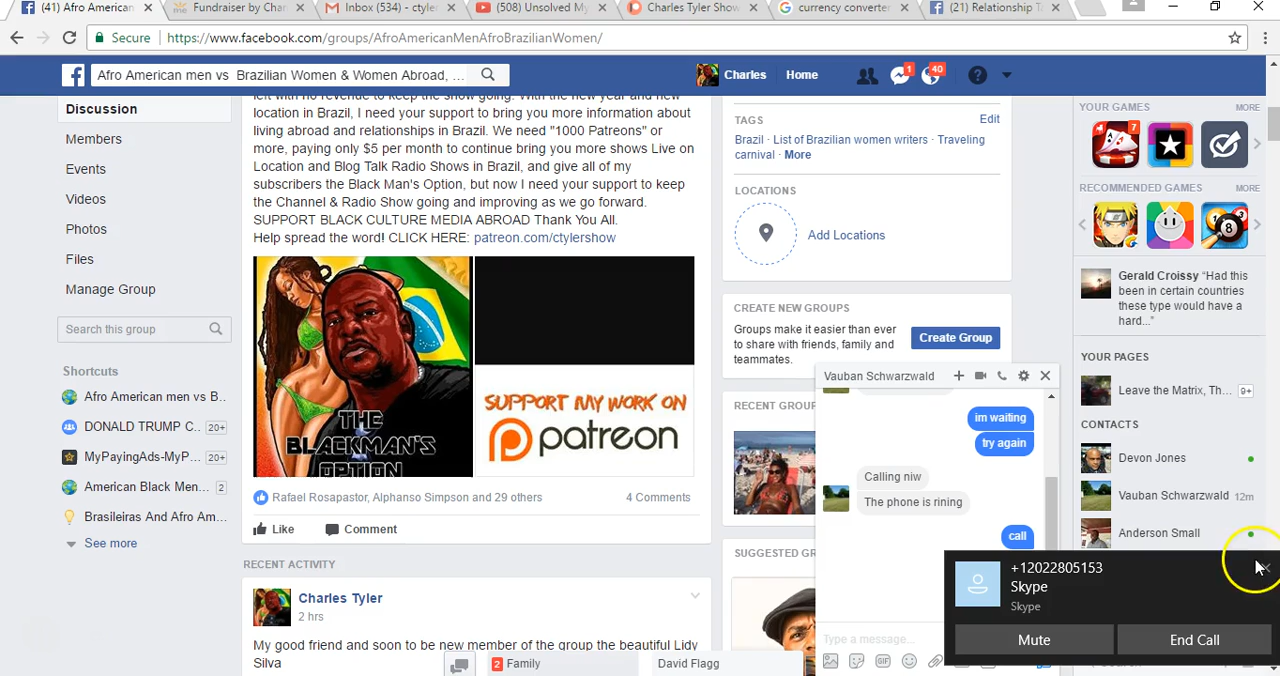 (41) Afro American m
Fundraiser by Ch
Inbox (534) - ctyler
(508) Unsolved My
Charles Tyler Show
currency converter
(21) Relationship T
Secure
https://www.facebook.com/groups/AfroAmericanMenAfroBrazilianWomen/
Afro American men vs Brazilian Women & Women Abroad, ...
Charles
Home
1
40
Discussion
Members
Events
Videos
Photos
Files
Manage Group
Search this group
Shortcuts
Afro American men vs B...
DONALD TRUMP C... 20+
MyPayingAds-MyP... 20+
American Black Men... 2
Brasileiras And Afro Am...
See more
left with no revenue to keep the show going. With the new year and new
location in Brazil, I need your support to bring you more information about
living abroad and relationships in Brazil. We need "1000 Patreons" or
more, paying only $5 per month to continue bring you more shows Live on
Location and Blog Talk Radio Show in Brazil, and give all of my
subscribers the Black Man's Option, but now I need your support to keep
the Channel & Radio Show going and improving as we go forward.
SUPPORT BLACK CULTURE MEDIA ABROAD Thank You All.
Help spread the word! CLICK HERE: patreon.com/ctylershow
THE
BLACKMAN'S
OPTION
SUPPORT MY WORK ON
patreon
Rafael Rosapastor, Alphanso Simpson and 29 others
4 Comments
Like
Comment
RECENT ACTIVITY
Charles Tyler
2 hrs
My good friend and soon to be new member of the group the beautiful Lidy
Silva
TAGS
Edit
Brazil · List of Brazilian women writers · Traveling
carnival · More
LOCATIONS
Add Locations
CREATE NEW GROUPS
Groups make it easier than ever
to share with friends, family and
teammates.
Create Group
RECENT GROUP
SUGGESTED GR
Vauban Schwarzwald
im waiting
try again
Calling niw
The phone is rining
call
Type a message...
+12022805153
Skype
Skype
Mute
End Call
YOUR GAMES
MORE
7
RECOMMENDED GAMES
MORE
8
Gerald Croissy "Had this
been in certain countries
these type would have a
hard..."
YOUR PAGES
Leave the Matrix, Th... 9+
CONTACTS
Devon Jones
Vauban Schwarzwald 12m
Anderson Small
2 Family
David Flagg